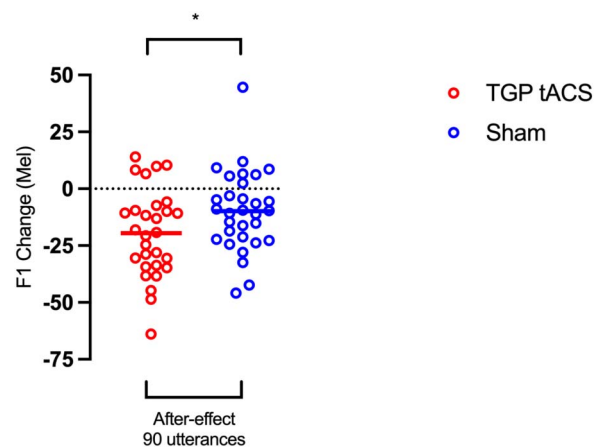 *
50
25
0
-25
-50
-75
F1 Change (Mel)
TGP tACS
Sham
After-effect
90 utterances